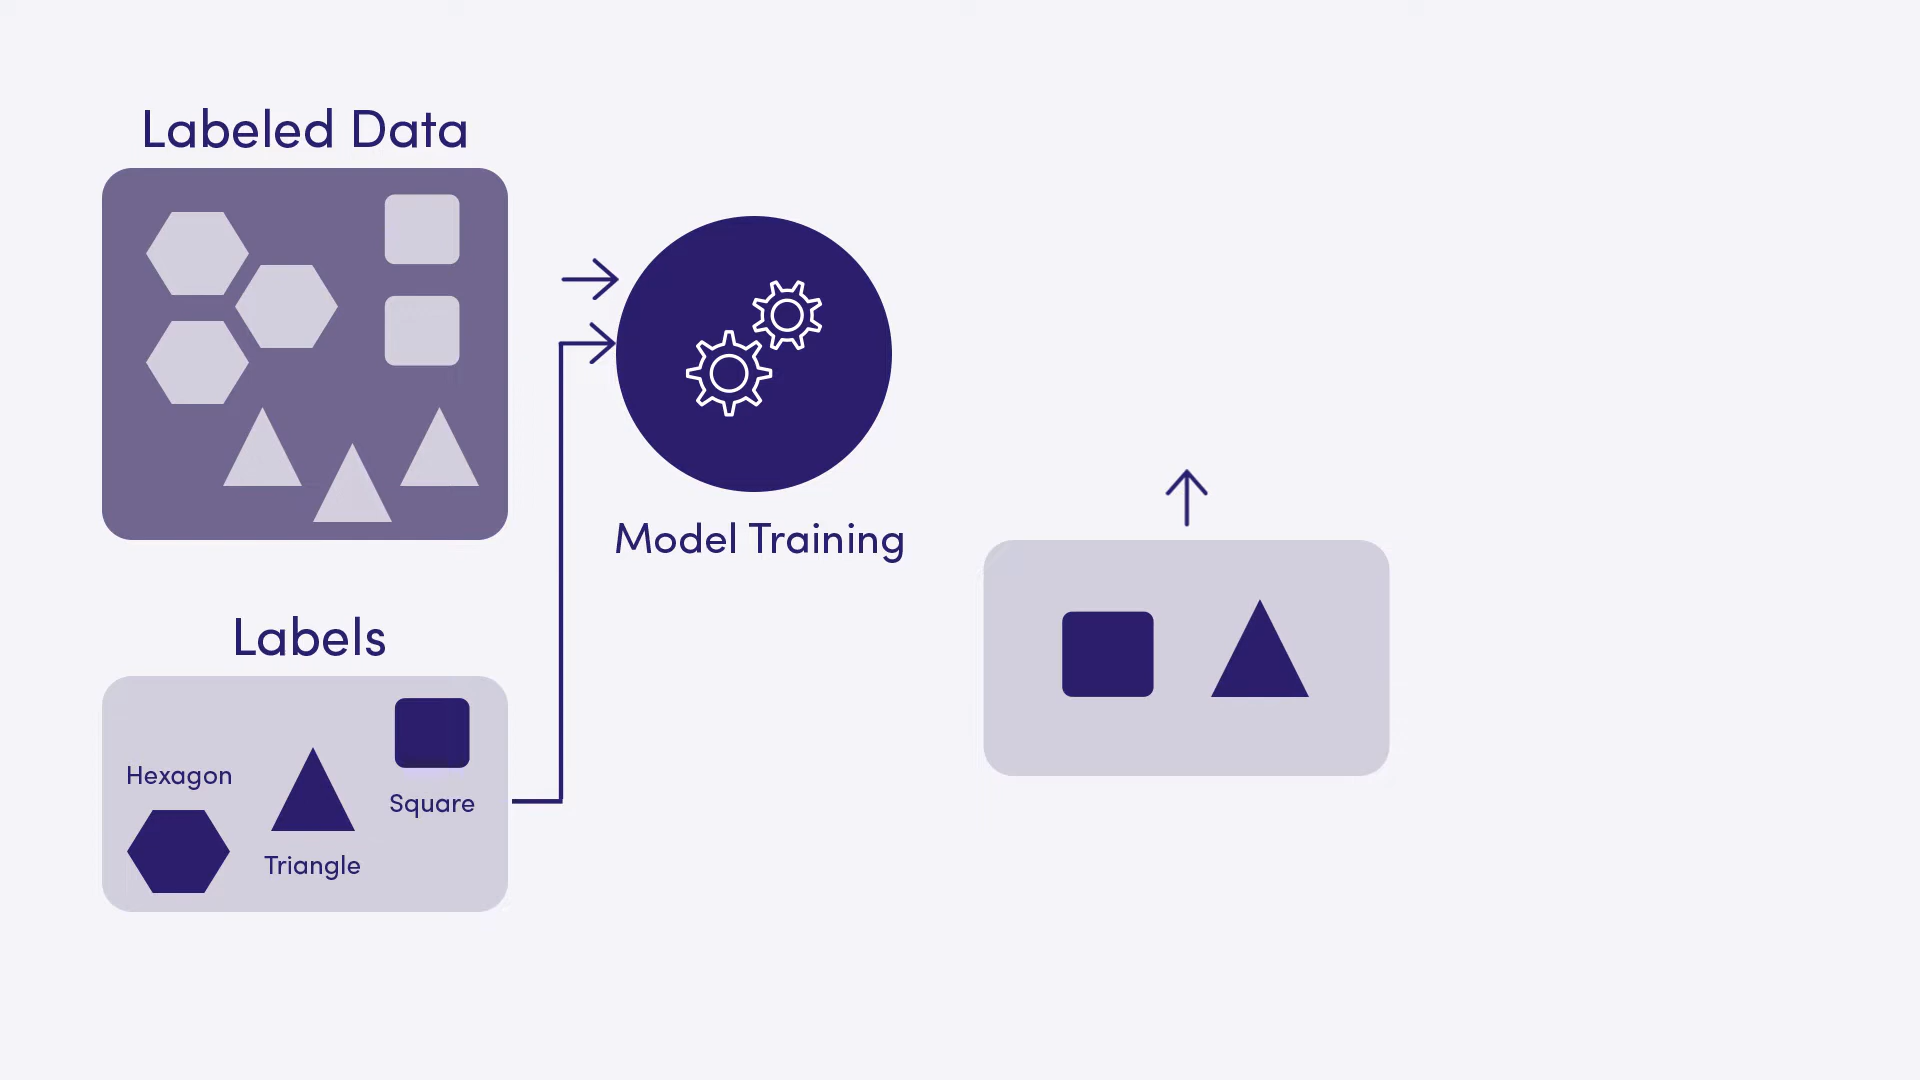 Labeled Data
Model Training
Labels
Hexagon
Triangle
Square